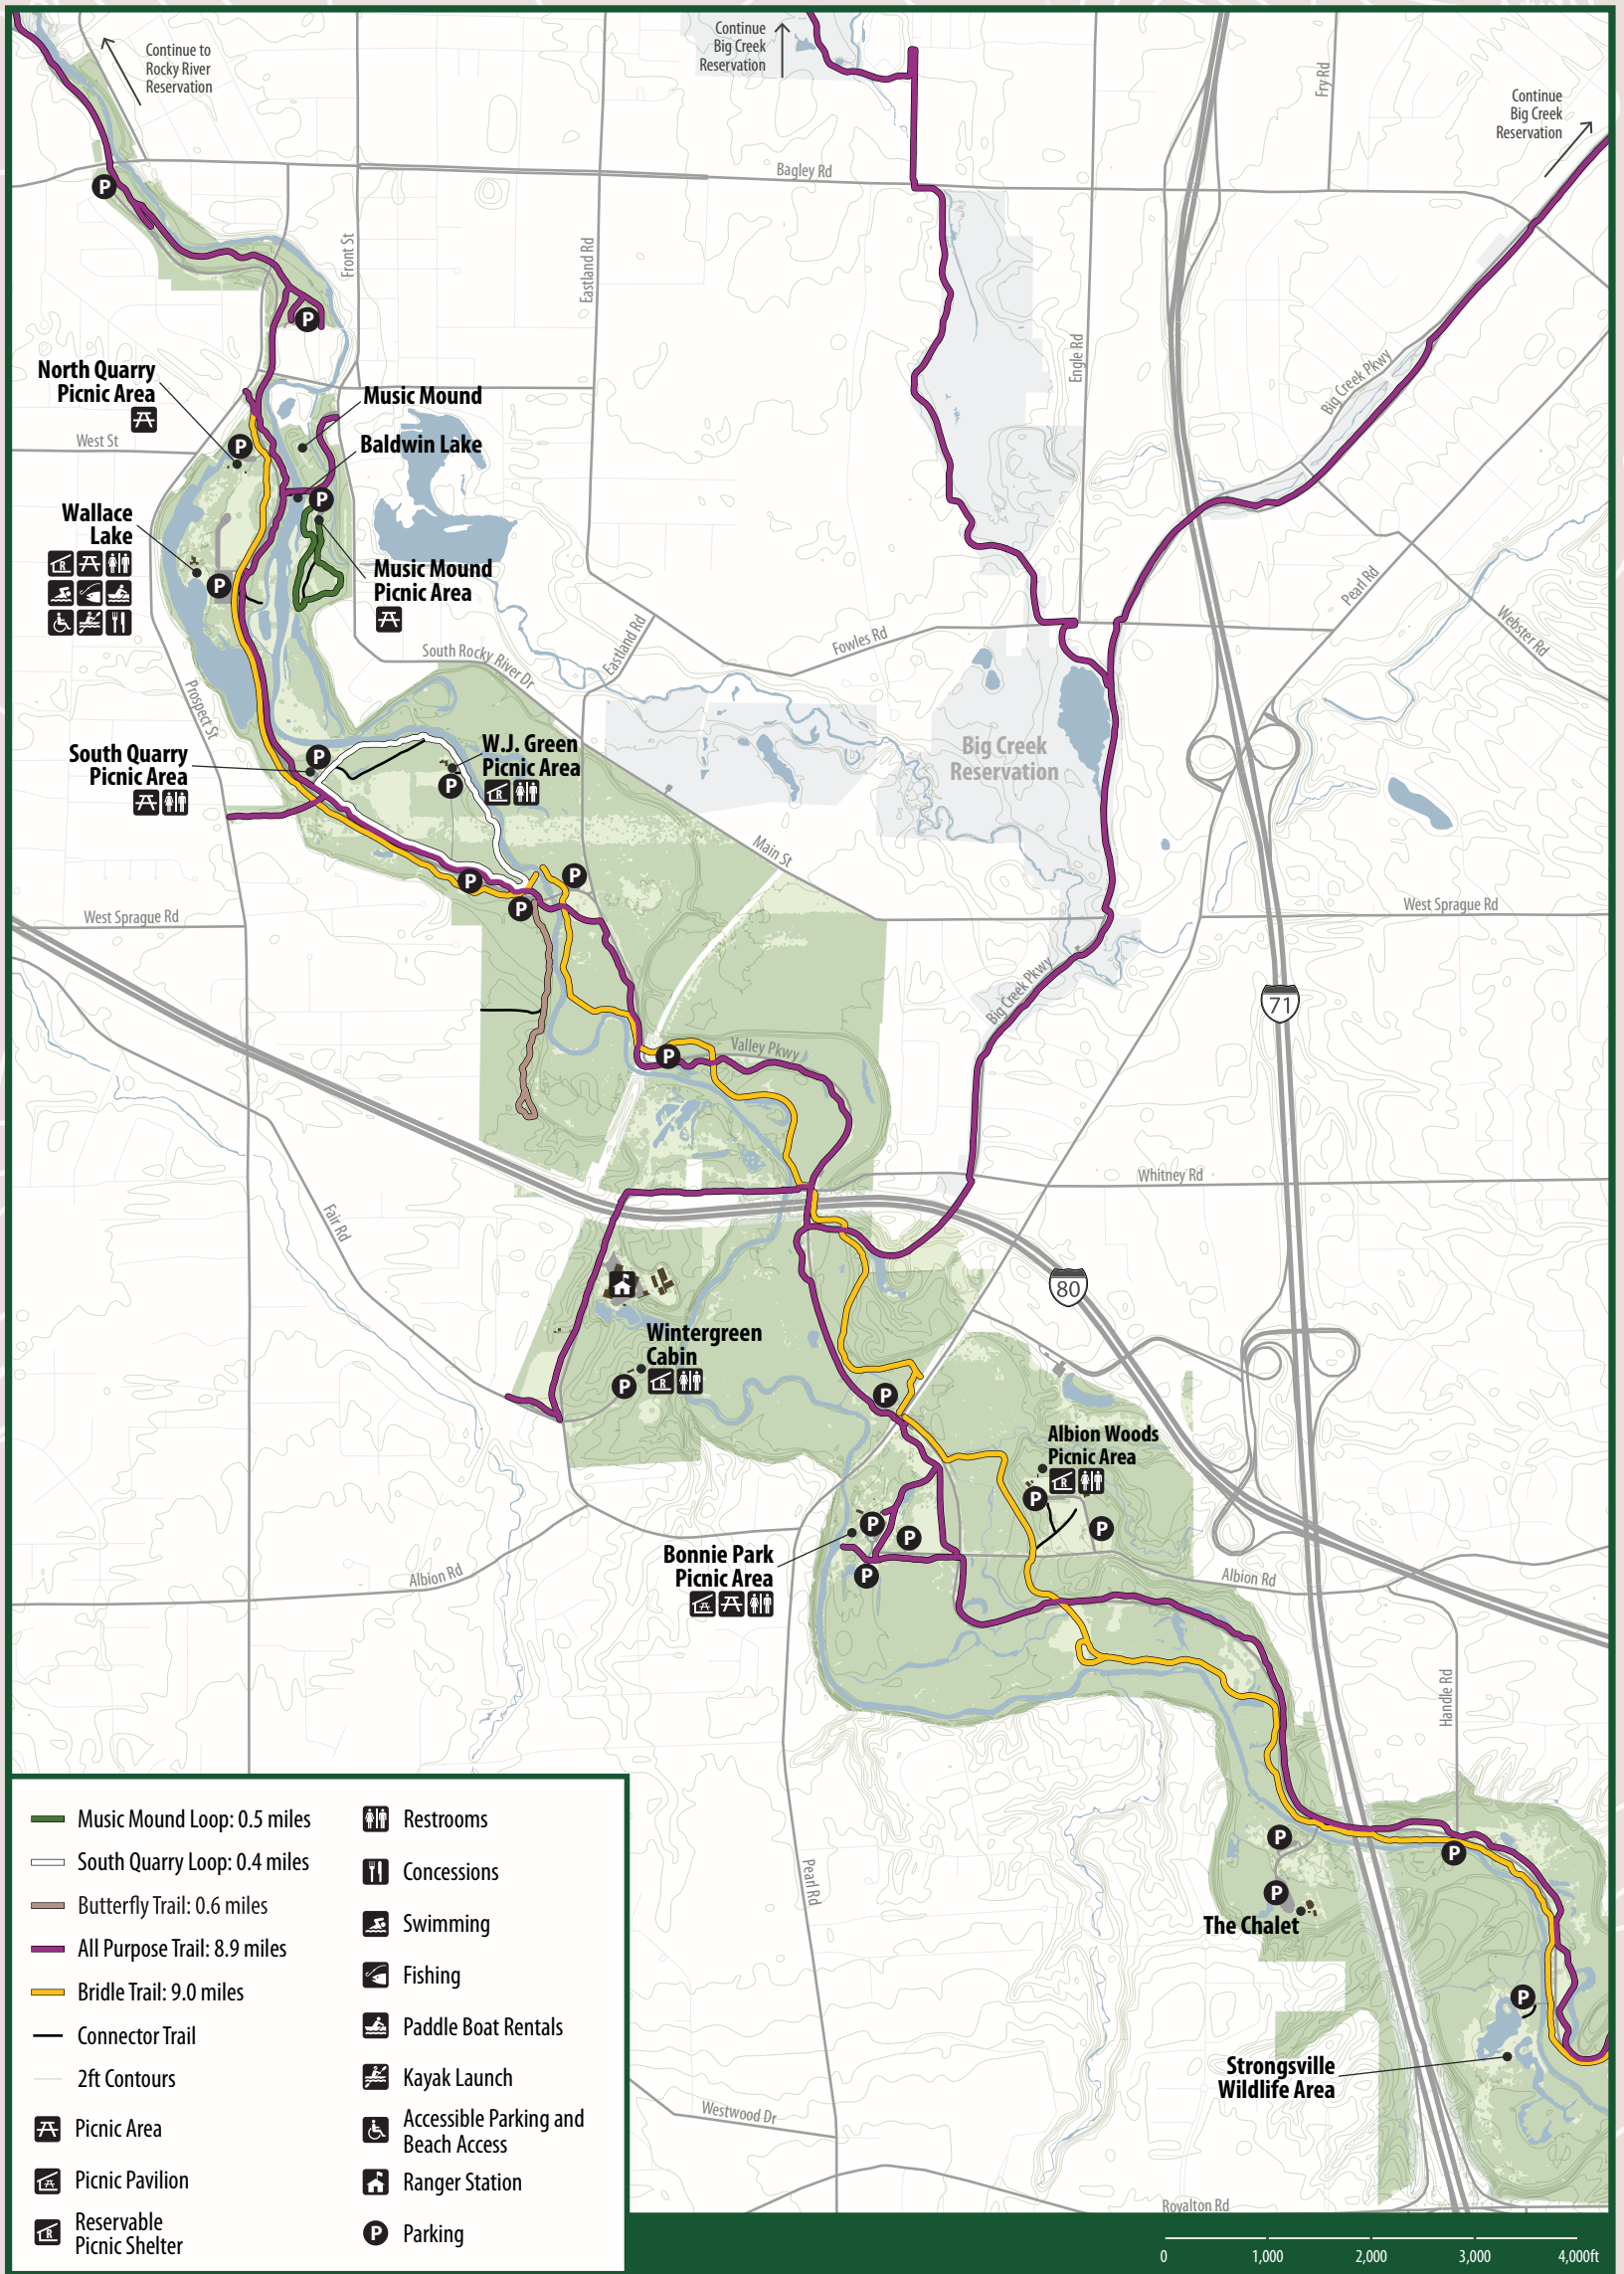 Continue to
Rocky River
Reservation
Continue
Big Creek
Reservation
Continue
Big Creek
Reservation
Fry Rd
Bagley Rd
P
Front St
Eastland Rd
P
Engle Rd
Big Creek Pkwy
North Quarry
Picnic Area
Music Mound
West St
P
Baldwin Lake
P
Wallace
Lake
R
P
Music Mound
Picnic Area
Pearl Rd
Webster Rd
Eastland Rd
Fowles Rd
South Rocky River Dr
Prospect St
P
South Quarry
Picnic Area
W.J. Green
Picnic Area
P
R
Big Creek
Reservation
Main St
P
P
P
West Sprague Rd
West Sprague Rd
Big Creek Pkwy
71
P
Valley Pkwy
Whitney Rd
Fair Rd
80
Wintergreen
Cabin
P
R
P
Albion Woods
Picnic Area
R
P
P
P
P
Bonnie Park
Picnic Area
P
Albion Rd
Albion Rd
Handle Rd
P
P
P
The Chalet
Pearl Rd
P
Strongsville
Wildlife Area
Westwood Dr
Royalton Rd
Music Mound Loop: 0.5 miles
South Quarry Loop: 0.4 miles
Butterfly Trail: 0.6 miles
All Purpose Trail: 8.9 miles
Bridle Trail: 9.0 miles
Connector Trail
2ft Contours
Picnic Area
Picnic Pavilion
R
Reservable
Picnic Shelter
Restrooms
Concessions
Swimming
Fishing
Paddle Boat Rentals
Kayak Launch
Accessible Parking and
Beach Access
Ranger Station
P
Parking
0 1,000 2,000 3,000 4,000ft